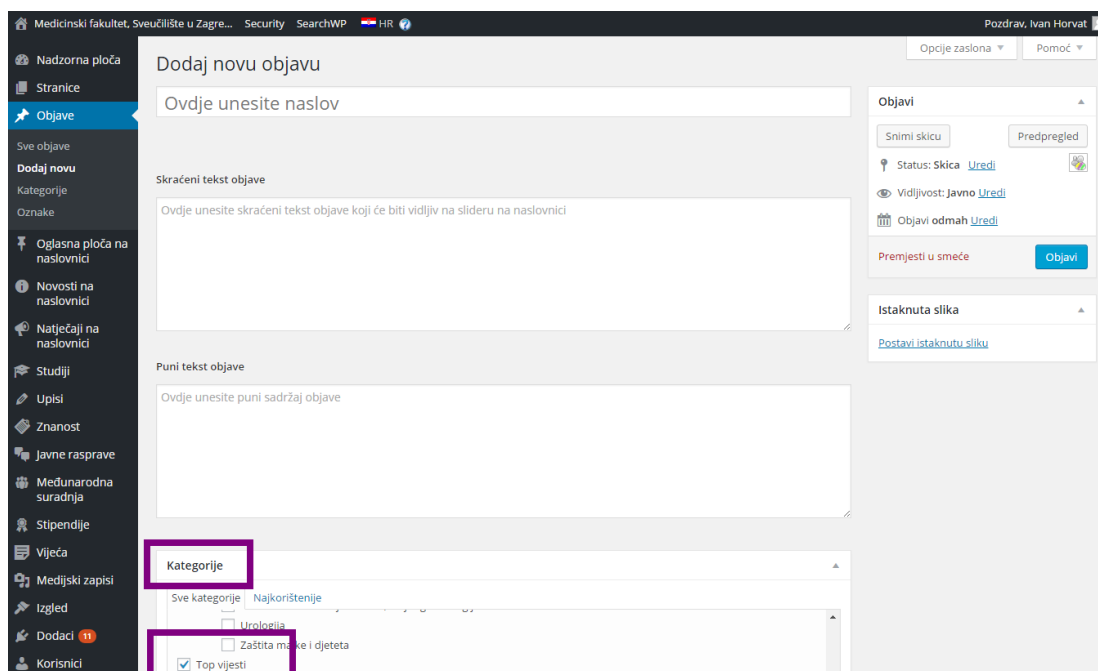 Medicinski fakultet, Sveučilište u Zagre... Security SearchWP HR
Pozdrav, Ivan Horvat
Opcije zaslona Pomoć
Nadzorna ploča
Stranice
Objave
Sve objave
Dodaj novu
Kategorije
Oznake
Oglasna ploča na
naslovnici
Novosti na
naslovnici
Natječaji na
naslovnici
Studiji
Upisi
Znanost
Javne rasprave
Međunarodna
suradnja
Stipendije
Vijeća
Medijski zapisi
Izgled
Dodaci 11
Korisnici
Dodaj novu objavu
Ovdje unesite naslov
Skraćeni tekst objave
Ovdje unesite skraćeni tekst objave koji će biti vidljiv na slideru na naslovnici
Puni tekst objave
Ovdje unesite puni sadržaj objave
Kategorije
Sve kategorije Najkorištenije
Urologija
Zaštita majke i djeteta
Top vijesti
Objavi
Snimi skicu Predpregled
Status: Skica Uredi
Vidljivost: Javno Uredi
Objavi odmah Uredi
Premjesti u smeće Objavi
Istaknuta slika
Postavi istaknutu sliku